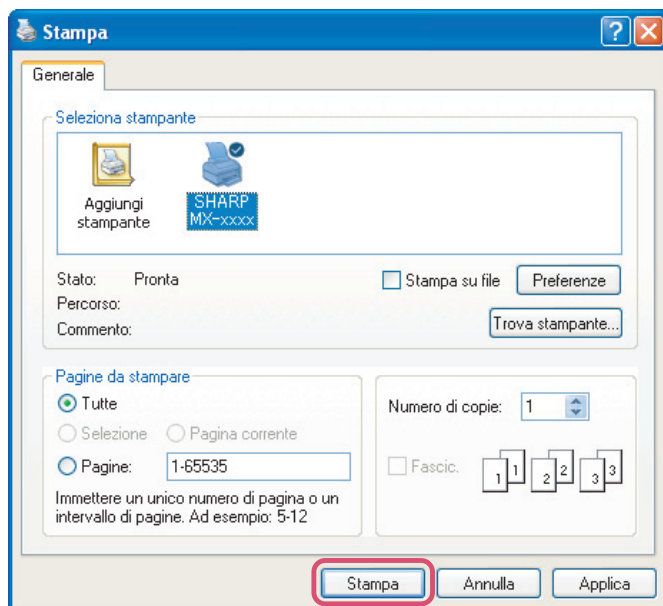 Stampa
Generale
Seleziona stampante
Aggiungi
stampante
SHARP
MX-xxxx
Stato: Pronta
Percorso:
Commento:
Stampa su file
Preferenze
Trova stampante...
Pagine da stampare
Tutte
Selezione Pagina corrente
Pagine: 1-65535
Immettere un unico numero di pagina o un
intervallo di pagine. Ad esempio: 5-12
Numero di copie: 1
Fascic.
1 1 2 2 3 3
Stampa Annulla Applica